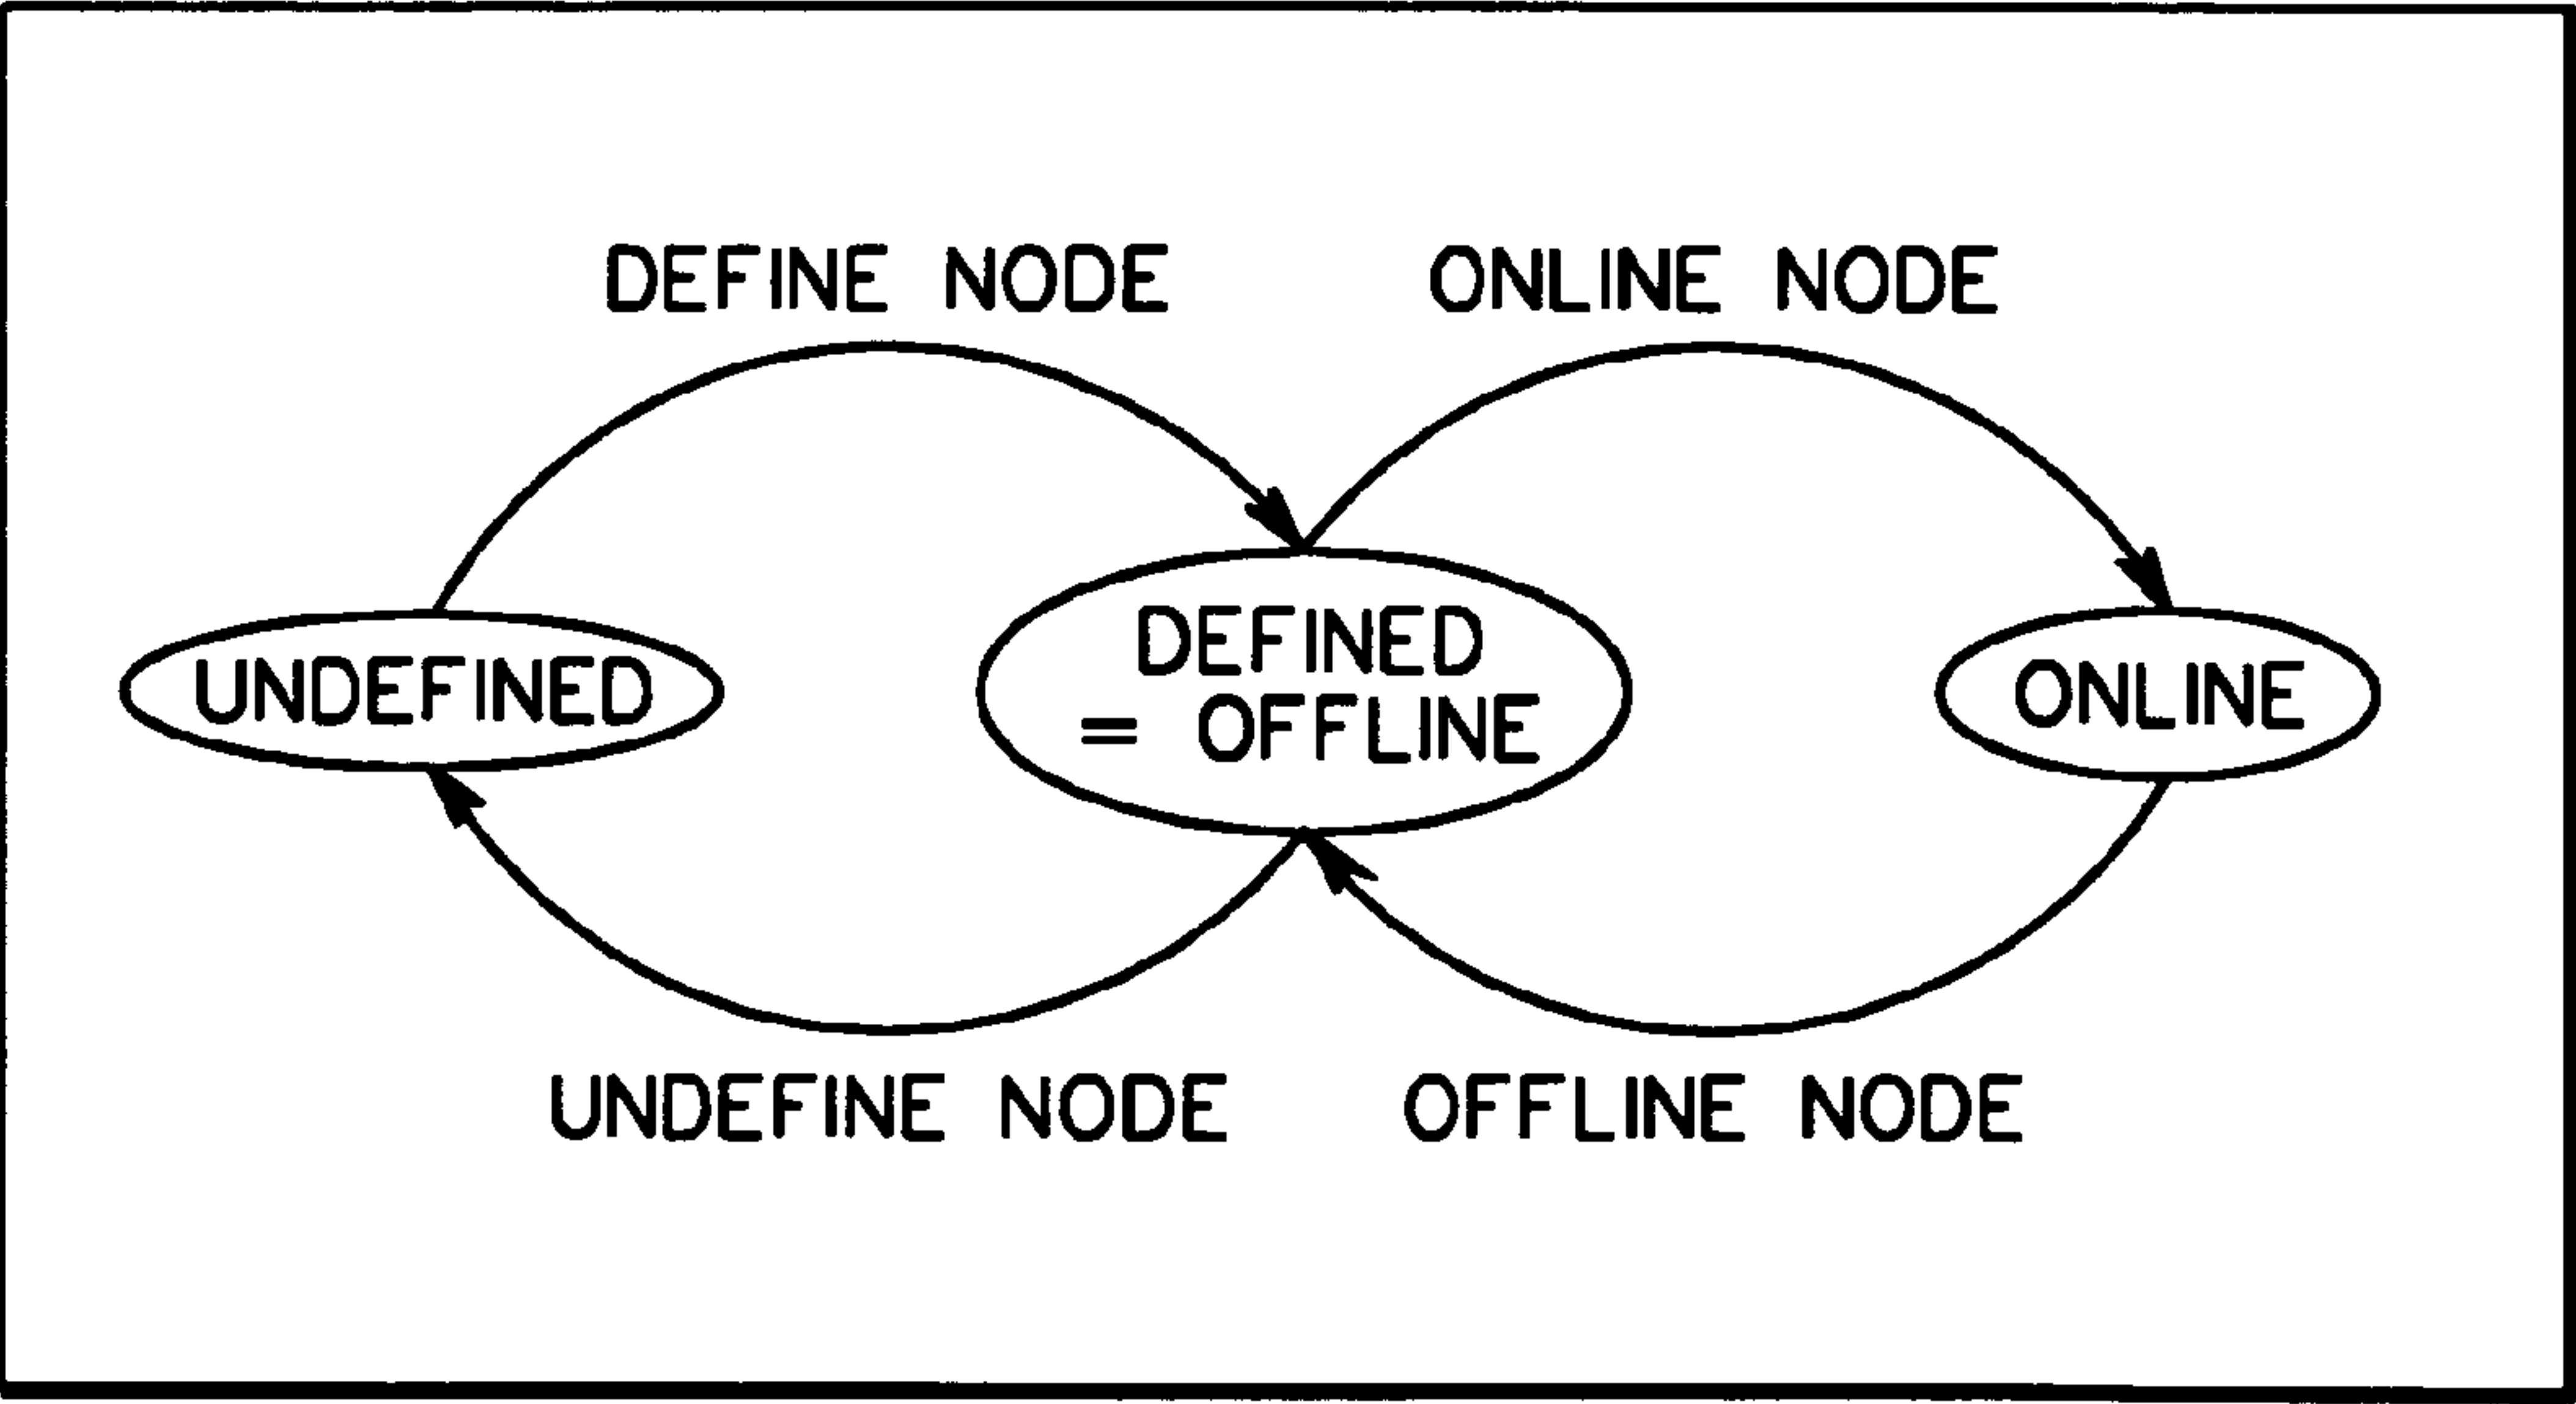 DEFINE NODE
ONLINE NODE
UNDEFINED
DEFINED
= OFFLINE
ONLINE
UNDEFINE NODE
OFFLINE NODE